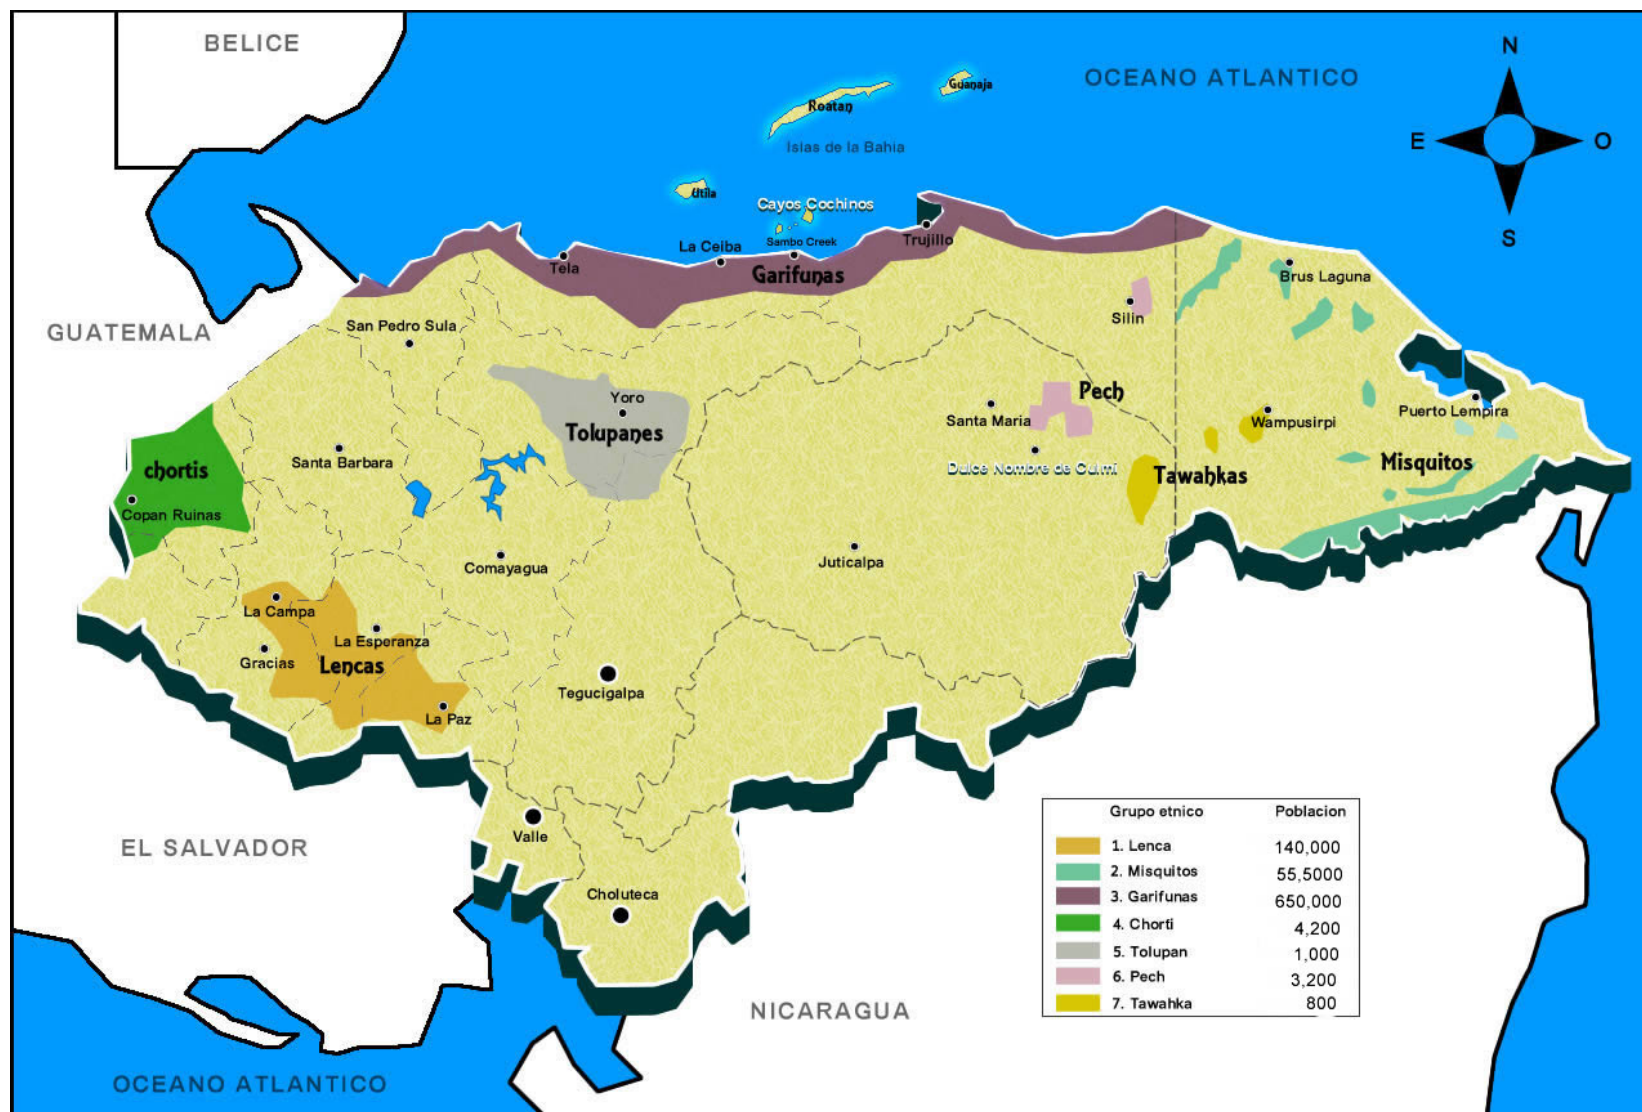 BELICE
OCEANO ATLANTICO
N
E
O
S
Guanaja
Roatan
Islas de la Bahia
Utila
Cayos Cochinos
Sambo Creek
La Ceiba
Trujillo
Tela
Garifunas
Brus Laguna
GUATEMALA
San Pedro Sula
Silin
Yoro
Tolupanes
Pech
Santa Maria
Wampusirpi
Puerto Lempira
chortis
Santa Barbara
Dulce Nombre de Culmi
Tawahkas
Misquitos
Copan Ruinas
Comayagua
Juticalpa
La Campa
La Esperanza
Gracias
Lencas
Tegucigalpa
La Paz
Valle
EL SALVADOR
Choluteca
NICARAGUA
OCEANO ATLANTICO
Grupo etnico Poblacion
1. Lenca 140,000
2. Misquitos 55,5000
3. Garifunas 650,000
4. Chorti 4,200
5. Tolupan 1,000
6. Pech 3,200
7. Tawahka 800